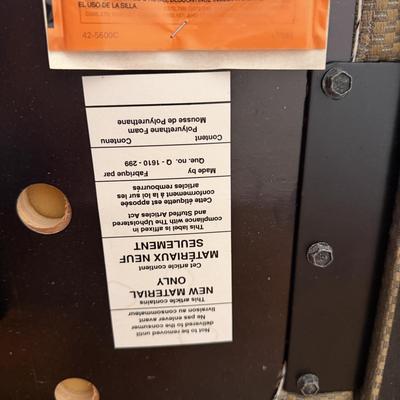 EL USO DE LA SILLA.
42-5600C
Not to be removed until
delivered to the consumer
Ne pas enlever avant
livraison au consommateur
This article contains
NEW MATERIAL
ONLY
Cet article contient
MATÉRIAUX NEUF
SEULEMENT
This label is affixed in
compliance with The Upholstered
and Stuffed Articles Act
Cette étiquette est apposée
conformement à la loi sur les
articles rembourrés
Made by Fabrique par
Que. no. Q - 1610 - 299
Content Contenu
Polyurethane Foam
Mousse de Polyurethane